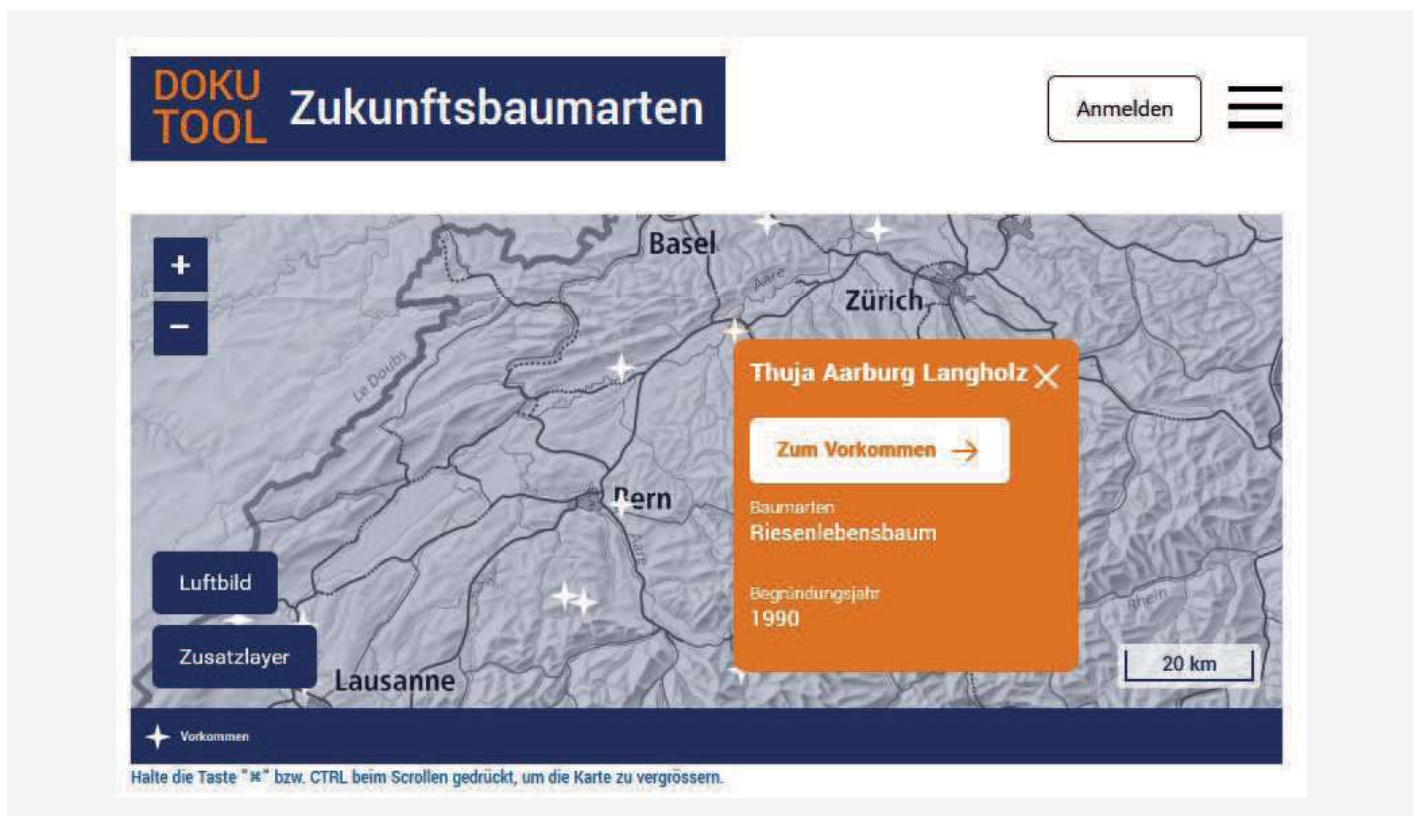 DOKU
TOOL
Zukunftsbaumarten
Anmelden
+
−
Basel
Aare
Zürich
Le Doubs
Thuja Aarburg Langholz ×
Zum Vorkommen →
Bern
Baumarten
Riesenlebensbaum
Aare
Luftbild
Begründungsjahr
1990
Rhein
Zusatzlayer
Lausanne
20 km
Vorkommen
Halte die Taste "⌘" bzw. CTRL beim Scrollen gedrückt, um die Karte zu vergrössern.